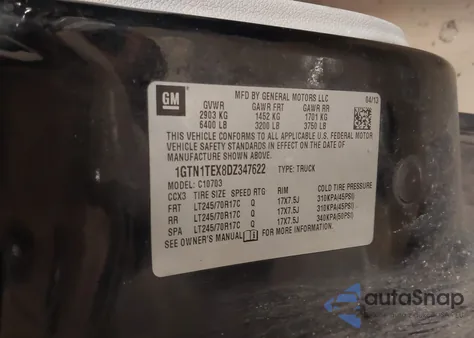 GM
MFD BY GENERAL MOTORS LLC 04/13
GVWR GAWR FRT GAWR RR
2903 KG 1452 KG 1701 KG
6400 LB 3200 LB 3750 LB
THIS VEHICLE CONFORMS TO ALL APPLICABLE U.S. FEDERAL MOTOR
VEHICLE SAFETY STANDARDS IN EFFECT ON THE DATE OF
MANUFACTURE SHOWN ABOVE.
1GTN1TEX8DZ347622 TYPE: TRUCK
MODEL: C10703
CCX3 TIRE SIZE SPEED RTG RIM COLD TIRE PRESSURE
FRT LT245/70R17C Q 17X7.5J 310KPA(45PSI)
RR LT245/70R17C Q 17X7.5J 310KPA(45PSI)
SPA LT245/70R17C Q 17X7.5J 340KPA(50PSI)
SEE OWNER'S MANUAL FOR MORE INFORMATION.
autaSnap